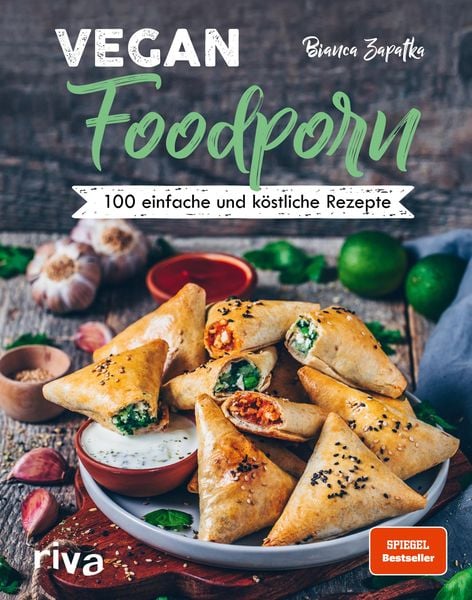 VEGAN
Bianca Zapatka
Foodporn
100 einfache und köstliche Rezepte
riva
SPIEGEL
Bestseller